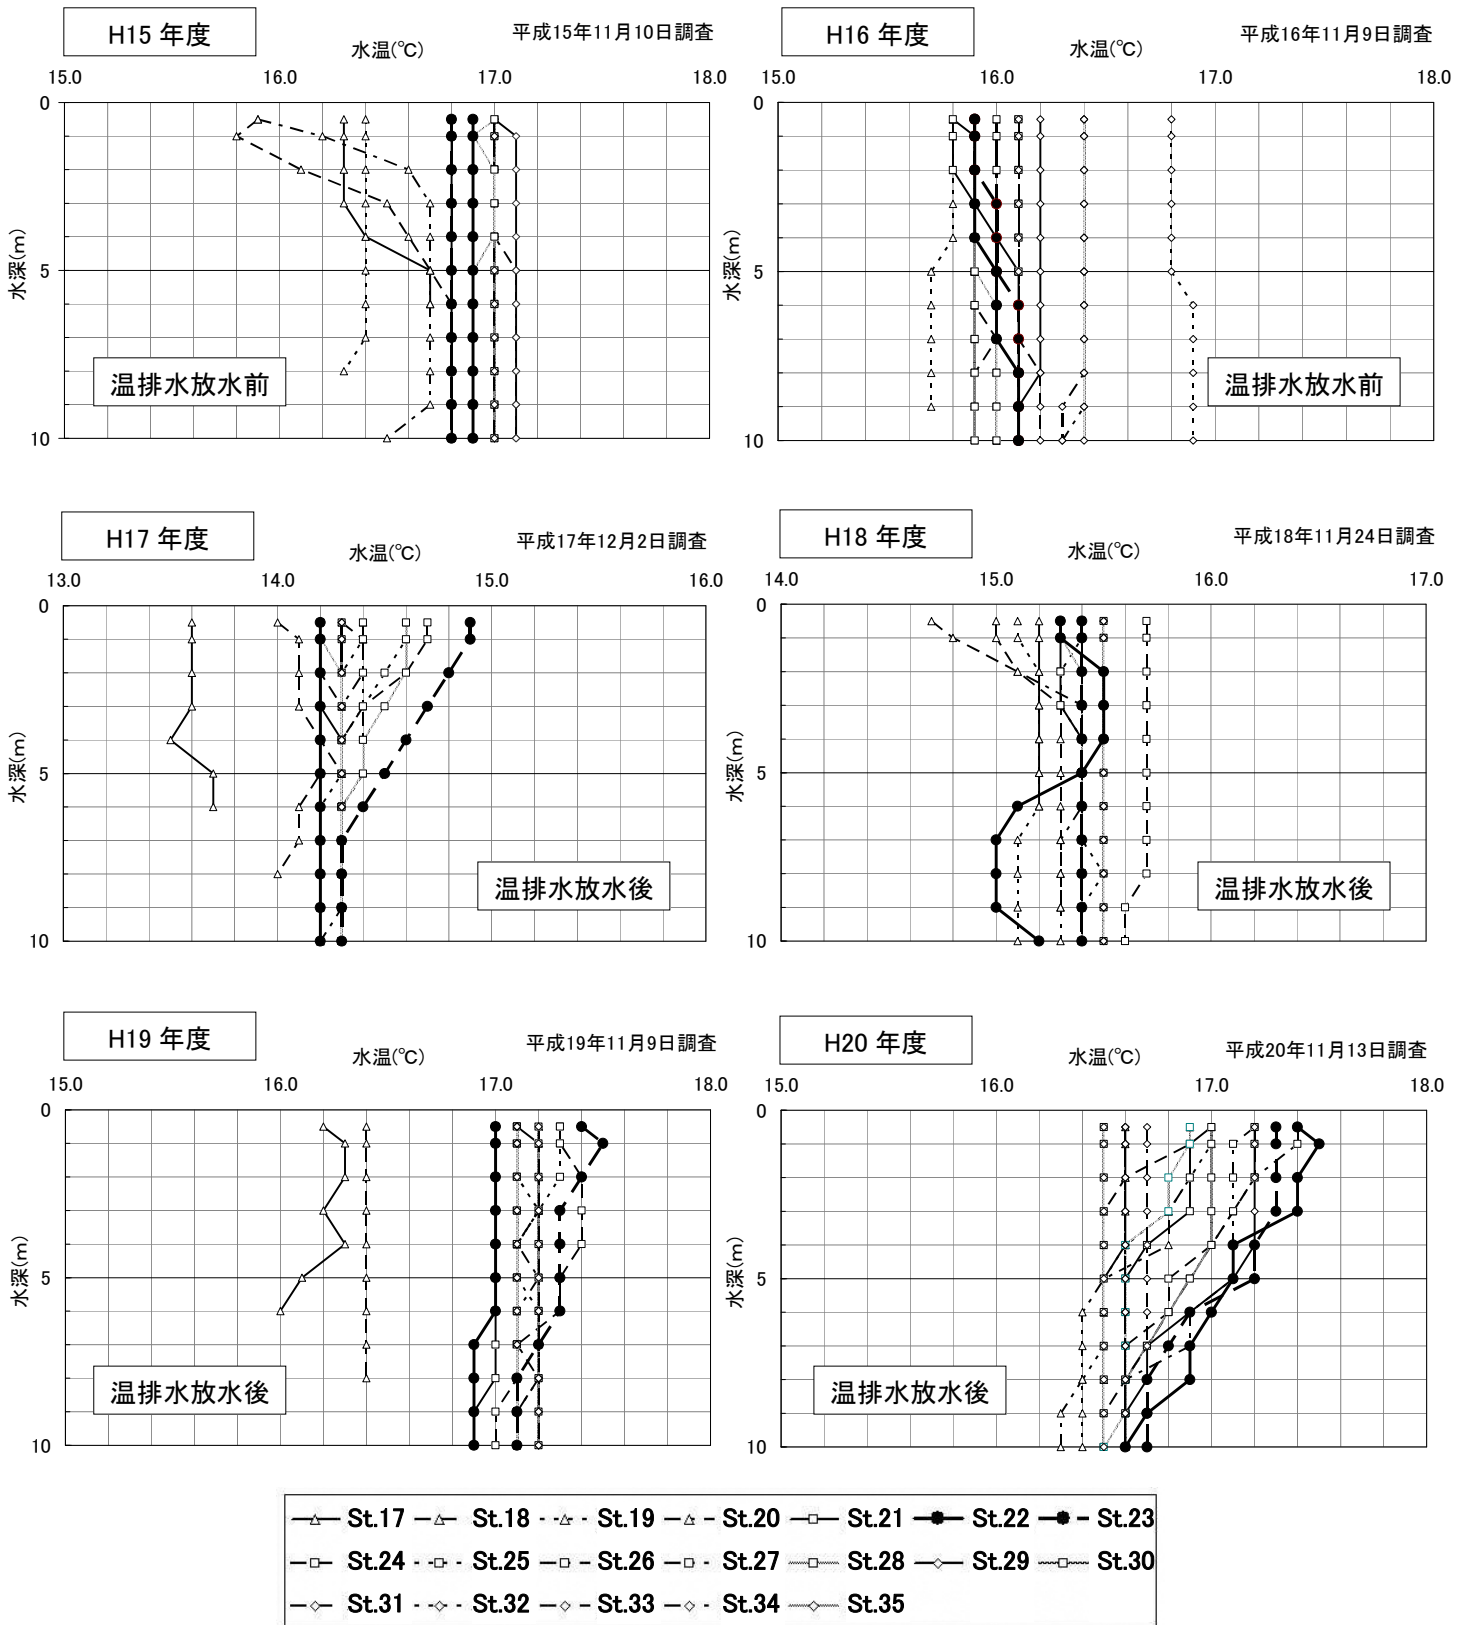 H15 年度
水温(℃)
平成15年11月10日調査
15.0 16.0 17.0 18.0
0
5
10
水深(m)
温排水放水前
H16 年度
水温(℃)
平成16年11月9日調査
15.0 16.0 17.0 18.0
0
5
10
水深(m)
温排水放水前
H17 年度
水温(℃)
平成17年12月2日調査
13.0 14.0 15.0 16.0
0
5
10
水深(m)
温排水放水後
H18 年度
水温(℃)
平成18年11月24日調査
14.0 15.0 16.0 17.0
0
5
10
水深(m)
温排水放水後
H19 年度
水温(℃)
平成19年11月9日調査
15.0 16.0 17.0 18.0
0
5
10
水深(m)
温排水放水後
H20 年度
水温(℃)
平成20年11月13日調査
15.0 16.0 17.0 18.0
0
5
10
水深(m)
温排水放水後
St.17 St.18 St.19 St.20 St.21 St.22 St.23
St.24 St.25 St.26 St.27 St.28 St.29 St.30
St.31 St.32 St.33 St.34 St.35